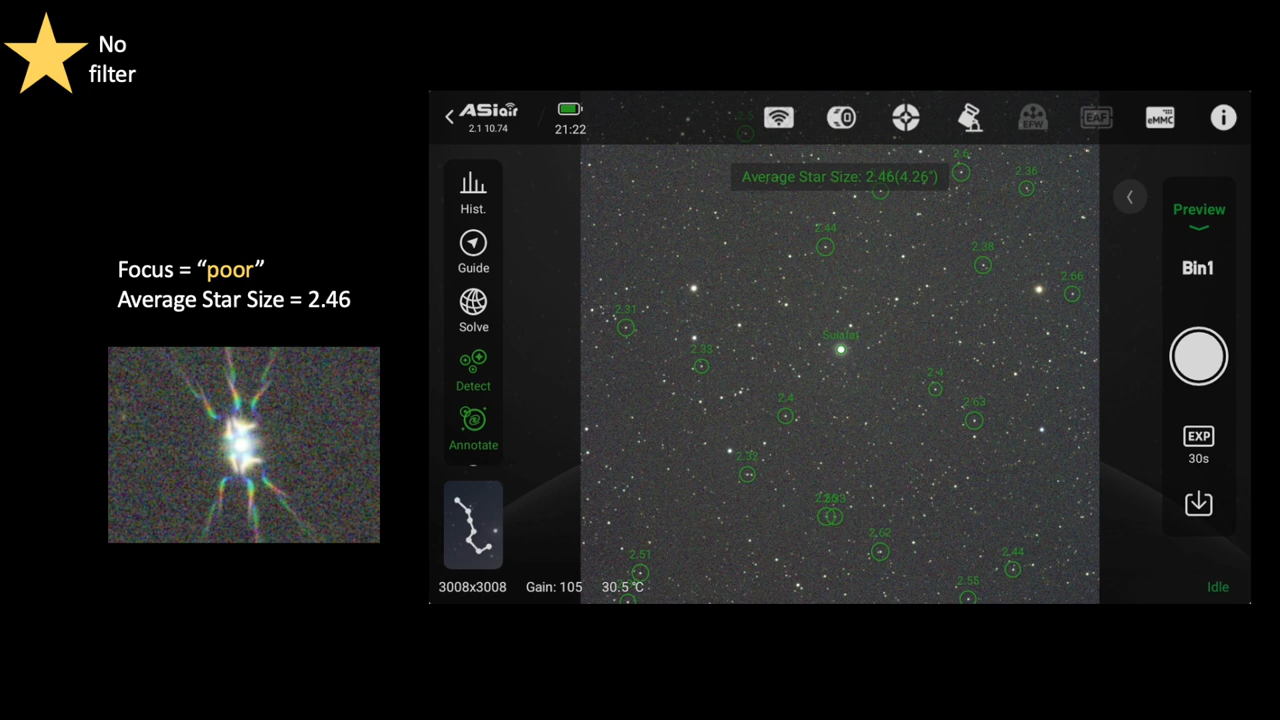 No
filter
Focus = “poor”
Average Star Size = 2.46
ASiair
2.1 10.74
21:22
EFW
EAF
eMMC
Average Star Size: 2.46(4.26")
Hist.
Guide
Solve
Detect
Annotate
2.6
2.36
2.44
2.38
2.66
2.31
Sulafat
2.33
2.4
2.4
2.63
2.62
2.51
2.44
2.55
3008x3008 Gain: 105 30.5℃
Preview
Bin1
EXP
30s
Idle